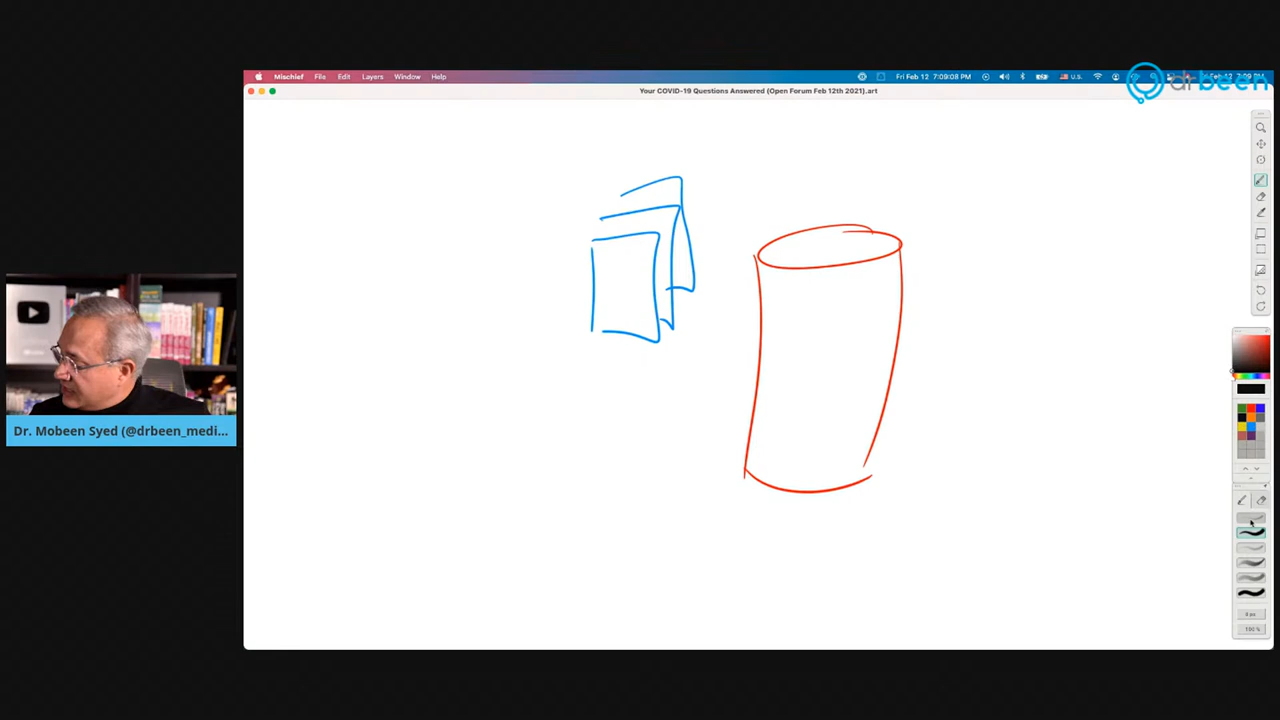 Mischief File Edit Layers Window Help
Fri Feb 12 7:09:08 PM
U.S.
drbeen
Your COVID-19 Questions Answered (Open Forum Feb 12th 2021).art
Dr. Mobeen Syed (@drbeen_medi...